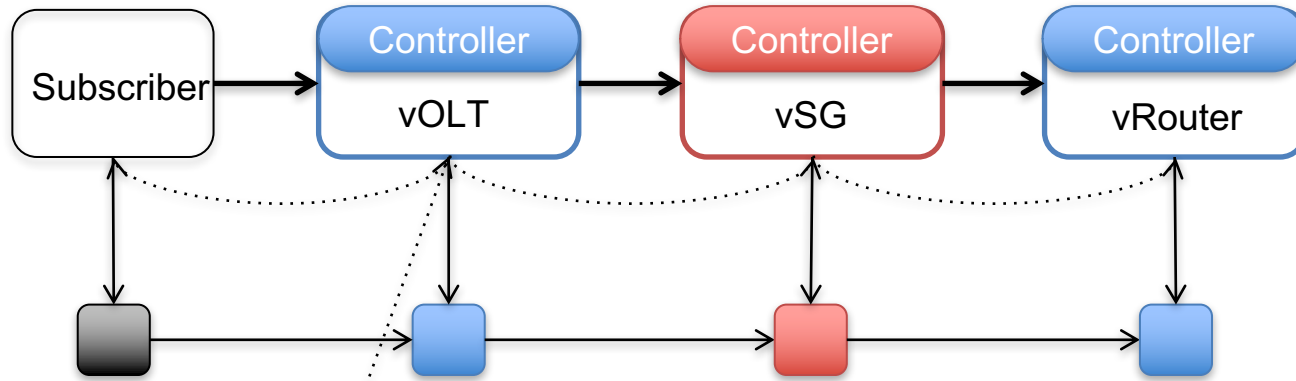 Controller
Controller
Controller
Subscriber
vOLT
vSG
vRouter